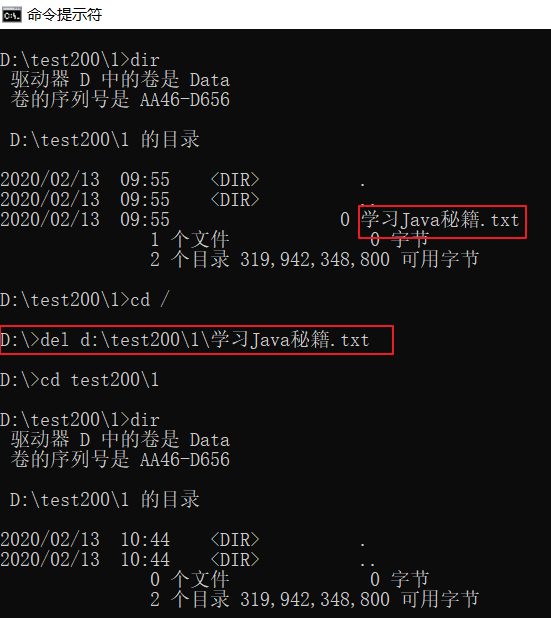 命令提示符
D:\test200\1>dir
驱动器 D 中的卷是 Data
卷的序列号是 AA46-D656
D:\test200\1 的目录
2020/02/13  09:55    <DIR>          .
2020/02/13  09:55    <DIR>          ..
2020/02/13  09:55                 0 学习Java秘籍.txt
1 个文件              0 字节
2 个目录 319,942,348,800 可用字节
D:\test200\1>cd /
D:\>del d:\test200\1\学习Java秘籍.txt
D:\>cd test200\1
D:\test200\1>dir
驱动器 D 中的卷是 Data
卷的序列号是 AA46-D656
D:\test200\1 的目录
2020/02/13  10:44    <DIR>          .
2020/02/13  10:44    <DIR>          ..
0 个文件              0 字节
2 个目录 319,942,348,800 可用字节